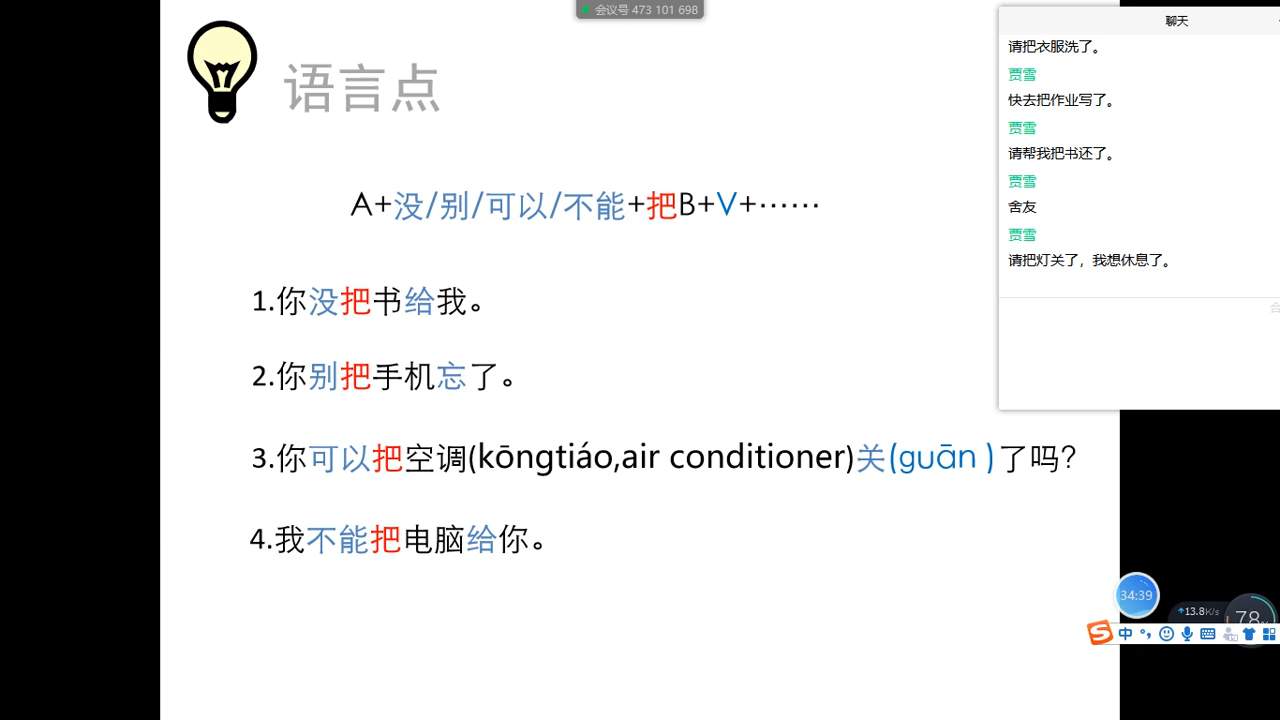 会议号 473 101 698
语言点
A+没/别/可以/不能+把B+V+……
1.你没把书给我。
2.你别把手机忘了。
3.你可以把空调(kōngtiáo,air conditioner)关(guān )了吗?
4.我不能把电脑给你。
聊天
请把衣服洗了。
贾雪
快去把作业写了。
贾雪
请帮我把书还了。
贾雪
舍友
贾雪
请把灯关了，我想休息了。
34:39
13.8K/s
78
中